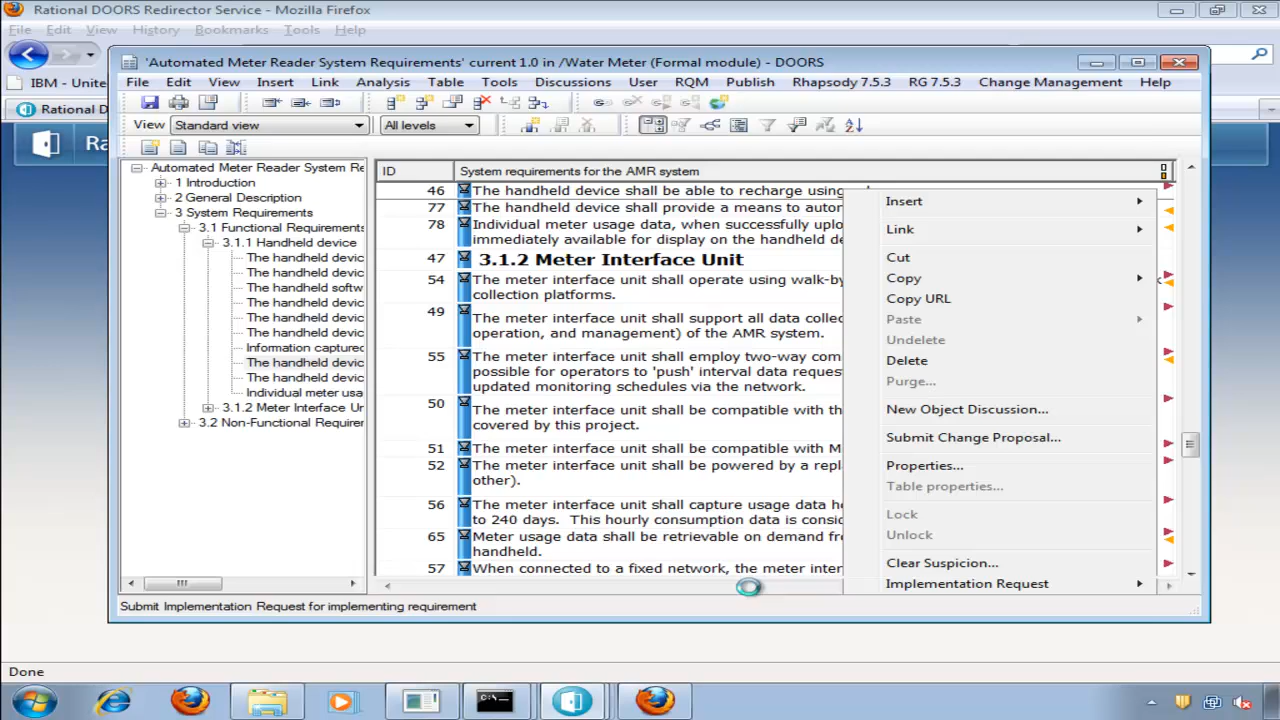 Rational DOORS Redirector Service - Mozilla Firefox
File Edit View History Bookmarks Tools Help
IBM - Unite
Rational D
Ra
'Automated Meter Reader System Requirements' current 1.0 in /Water Meter (Formal module) - DOORS
File Edit View Insert Link Analysis Table Tools Discussions User RQM Publish Rhapsody 7.5.3 RG 7.5.3 Change Management Help
View Standard view All levels
Automated Meter Reader System Re
1 Introduction
2 General Description
3 System Requirements
3.1 Functional Requirements
3.1.1 Handheld device
The handheld devic
The handheld devic
The handheld softw
The handheld devic
The handheld devic
The handheld devic
Information capture
The handheld devic
The handheld devic
Individual meter usa
3.1.2 Meter Interface Ur
3.2 Non-Functional Requirer
ID System requirements for the AMR system
46 The handheld device shall be able to recharge using
77 The handheld device shall provide a means to autor
78 Individual meter usage data, when successfully uplo
immediately available for display on the handheld de
47 3.1.2 Meter Interface Unit
54 The meter interface unit shall operate using walk-by
collection platforms.
49 The meter interface unit shall support all data collec
operation, and management) of the AMR system.
55 The meter interface unit shall employ two-way com
possible for operators to 'push' interval data reques
updated monitoring schedules via the network.
50 The meter interface unit shall be compatible with th
covered by this project.
51 The meter interface unit shall be compatible with M
52 The meter interface unit shall be powered by a repl
other).
56 The meter interface unit shall capture usage data ho
to 240 days. This hourly consumption data is consid
65 Meter usage data shall be retrievable on demand fr
handheld.
57 When connected to a fixed network, the meter inter
Insert
Link
Cut
Copy
Copy URL
Paste
Undelete
Delete
Purge...
New Object Discussion...
Submit Change Proposal...
Properties...
Table properties...
Lock
Unlock
Clear Suspicion...
Implementation Request
Submit Implementation Request for implementing requirement
Done